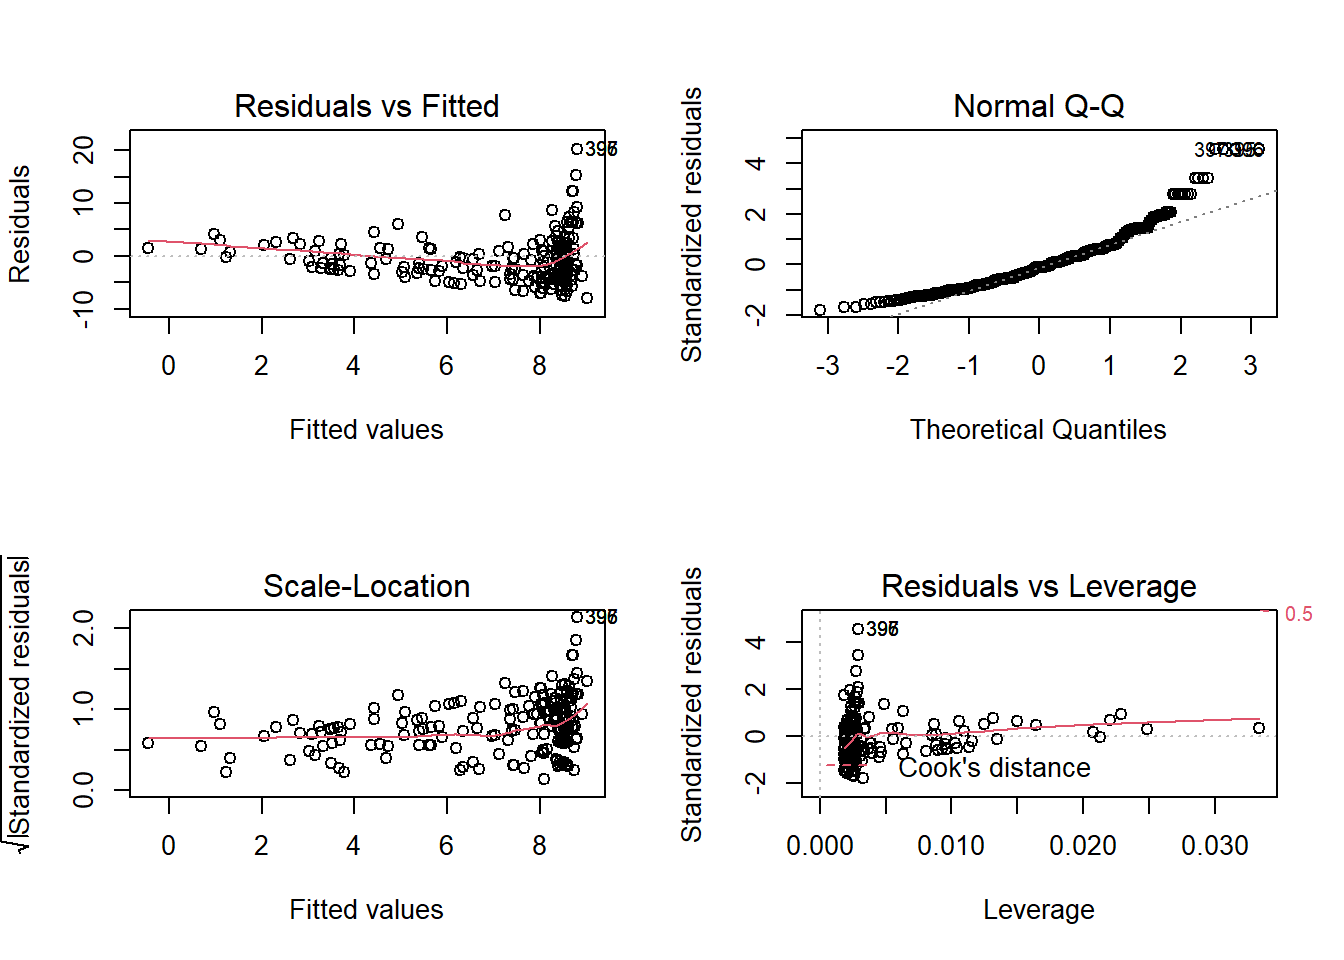 Residuals vs Fitted
Residuals
20
10
0
-10
0 2 4 6 8
Fitted values
Normal Q-Q
Standardized residuals
4
2
0
-2
-3 -2 -1 0 1 2 3
Theoretical Quantiles
Scale-Location
√|Standardized residuals|
2.0
1.0
0.0
0 2 4 6 8
Fitted values
Residuals vs Leverage
Standardized residuals
4
2
0
-2
0.5
Cook's distance
0.000 0.010 0.020 0.030
Leverage